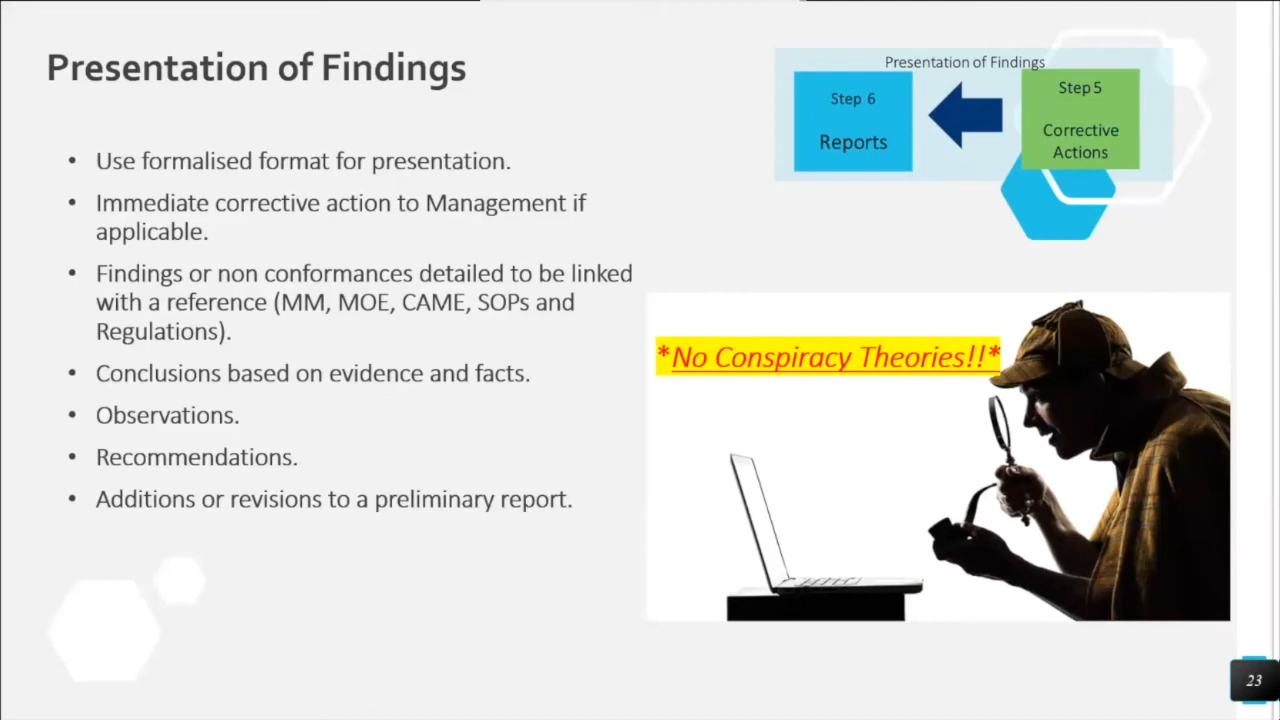 Presentation of Findings
• Use formalised format for presentation.
• Immediate corrective action to Management if
applicable.
• Findings or non conformances detailed to be linked
with a reference (MM, MOE, CAME, SOPs and
Regulations).
• Conclusions based on evidence and facts.
• Observations.
• Recommendations.
• Additions or revisions to a preliminary report.
Presentation of Findings
Step 6
Reports
Step 5
Corrective
Actions
*No Conspiracy Theories!!*
23